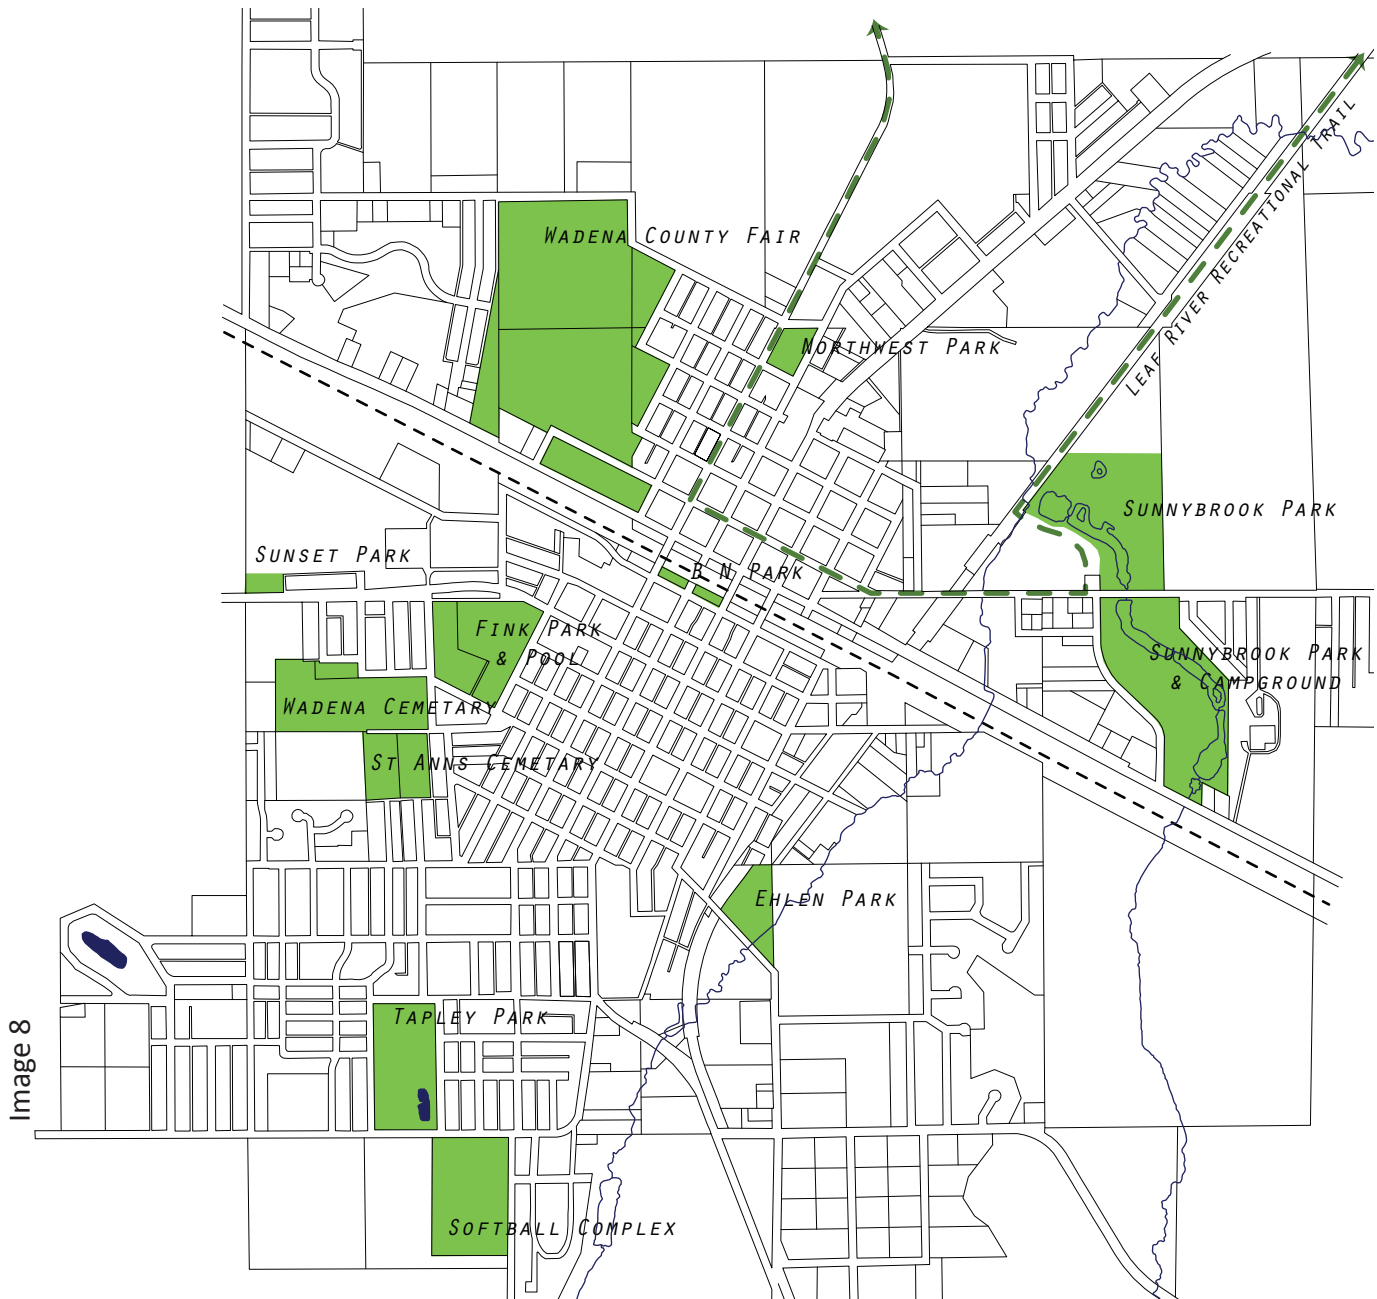 LEAF RIVER RECREATIONAL TRAIL
WADENA COUNTY FAIR
NORTHWEST PARK
SUNNYBROOK PARK
SUNSET PARK
B N PARK
FINK PARK
& POOL
SUNNYBROOK PARK
& CAMPGROUND
WADENA CEMETARY
ST ANNS CEMETARY
EHLEN PARK
TAPLEY PARK
Image 8
SOFTBALL COMPLEX